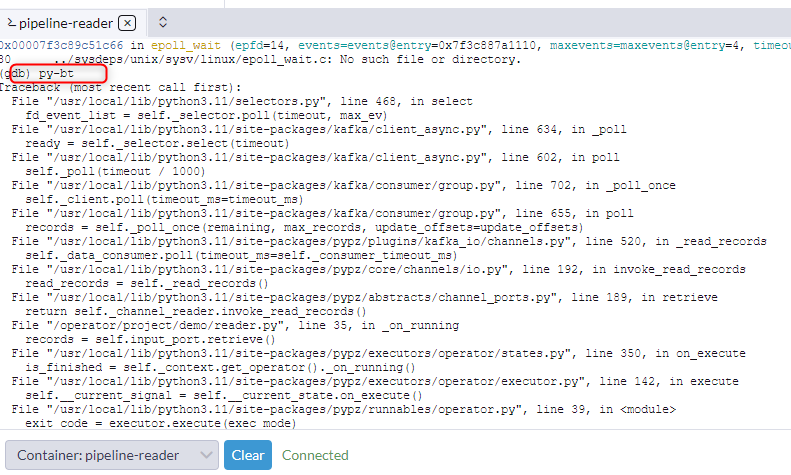 pipeline-reader
0x00007f3c89c51c66 in epoll_wait (epfd=14, events=events@entry=0x7f3c887a1110, maxevents=maxevents@entry=4, timeou
30 ../sysdeps/unix/sysv/linux/epoll_wait.c: No such file or directory.
(gdb) py-bt
Traceback (most recent call first):
File "/usr/local/lib/python3.11/selectors.py", line 468, in select
fd_event_list = self._selector.poll(timeout, max_ev)
File "/usr/local/lib/python3.11/site-packages/kafka/client_async.py", line 634, in _poll
ready = self._selector.select(timeout)
File "/usr/local/lib/python3.11/site-packages/kafka/client_async.py", line 602, in poll
self._poll(timeout / 1000)
File "/usr/local/lib/python3.11/site-packages/kafka/consumer/group.py", line 702, in _poll_once
self._client.poll(timeout_ms=timeout_ms)
File "/usr/local/lib/python3.11/site-packages/kafka/consumer/group.py", line 655, in poll
records = self._poll_once(remaining, max_records, update_offsets=update_offsets)
File "/usr/local/lib/python3.11/site-packages/pypz/plugins/kafka_io/channels.py", line 520, in _read_records
self._data_consumer.poll(timeout_ms=self._consumer_timeout_ms)
File "/usr/local/lib/python3.11/site-packages/pypz/core/channels/io.py", line 192, in invoke_read_records
read_records = self._read_records()
File "/usr/local/lib/python3.11/site-packages/pypz/abstracts/channel_ports.py", line 189, in retrieve
return self._channel_reader.invoke_read_records()
File "/operator/project/demo/reader.py", line 35, in _on_running
records = self.input_port.retrieve()
File "/usr/local/lib/python3.11/site-packages/pypz/executors/operator/states.py", line 350, in on_execute
is_finished = self._context.get_operator()._on_running()
File "/usr/local/lib/python3.11/site-packages/pypz/executors/operator/executor.py", line 142, in execute
self.__current_signal = self.__current_state.on_execute()
File "/usr/local/lib/python3.11/site-packages/pypz/runnables/operator.py", line 39, in <module>
exit_code = executor.execute(exec_mode)
Container: pipeline-reader Clear Connected